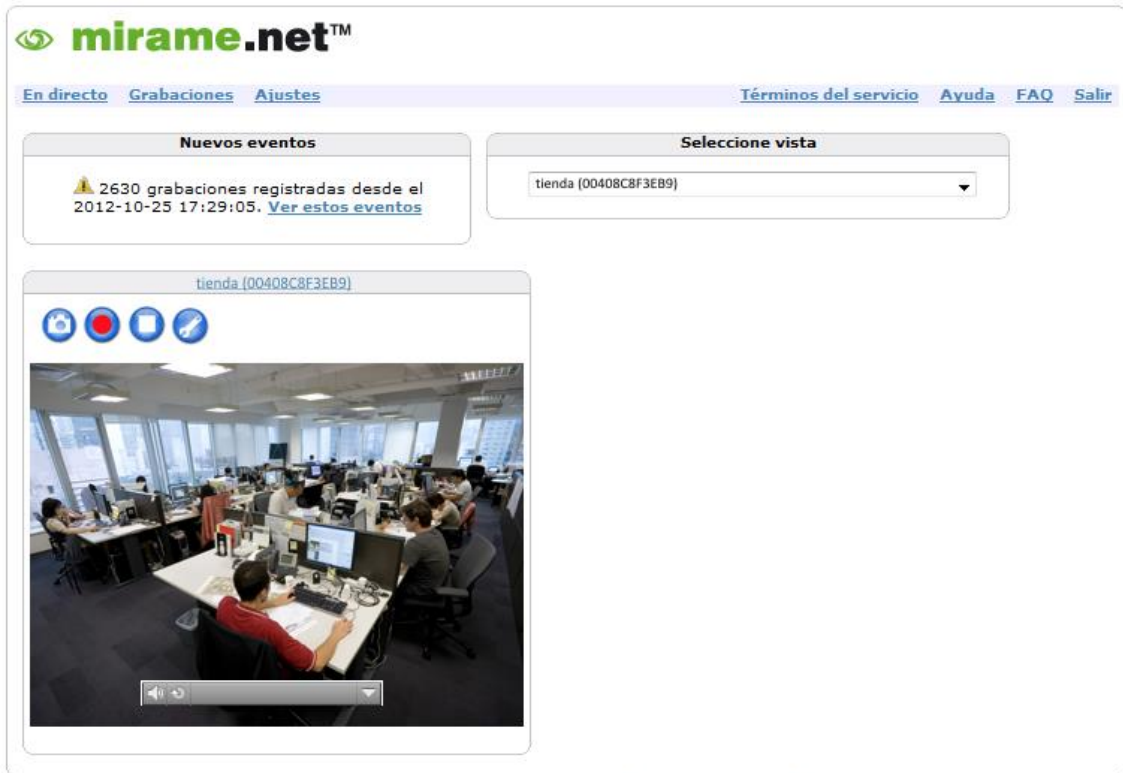 mirame.net™
En directo Grabaciones Ajustes Términos del servicio Ayuda FAQ Salir
Nuevos eventos
2630 grabaciones registradas desde el
2012-10-25 17:29:05. Ver estos eventos
Seleccione vista
tienda (00408C8F3EB9)
tienda (00408C8F3EB9)